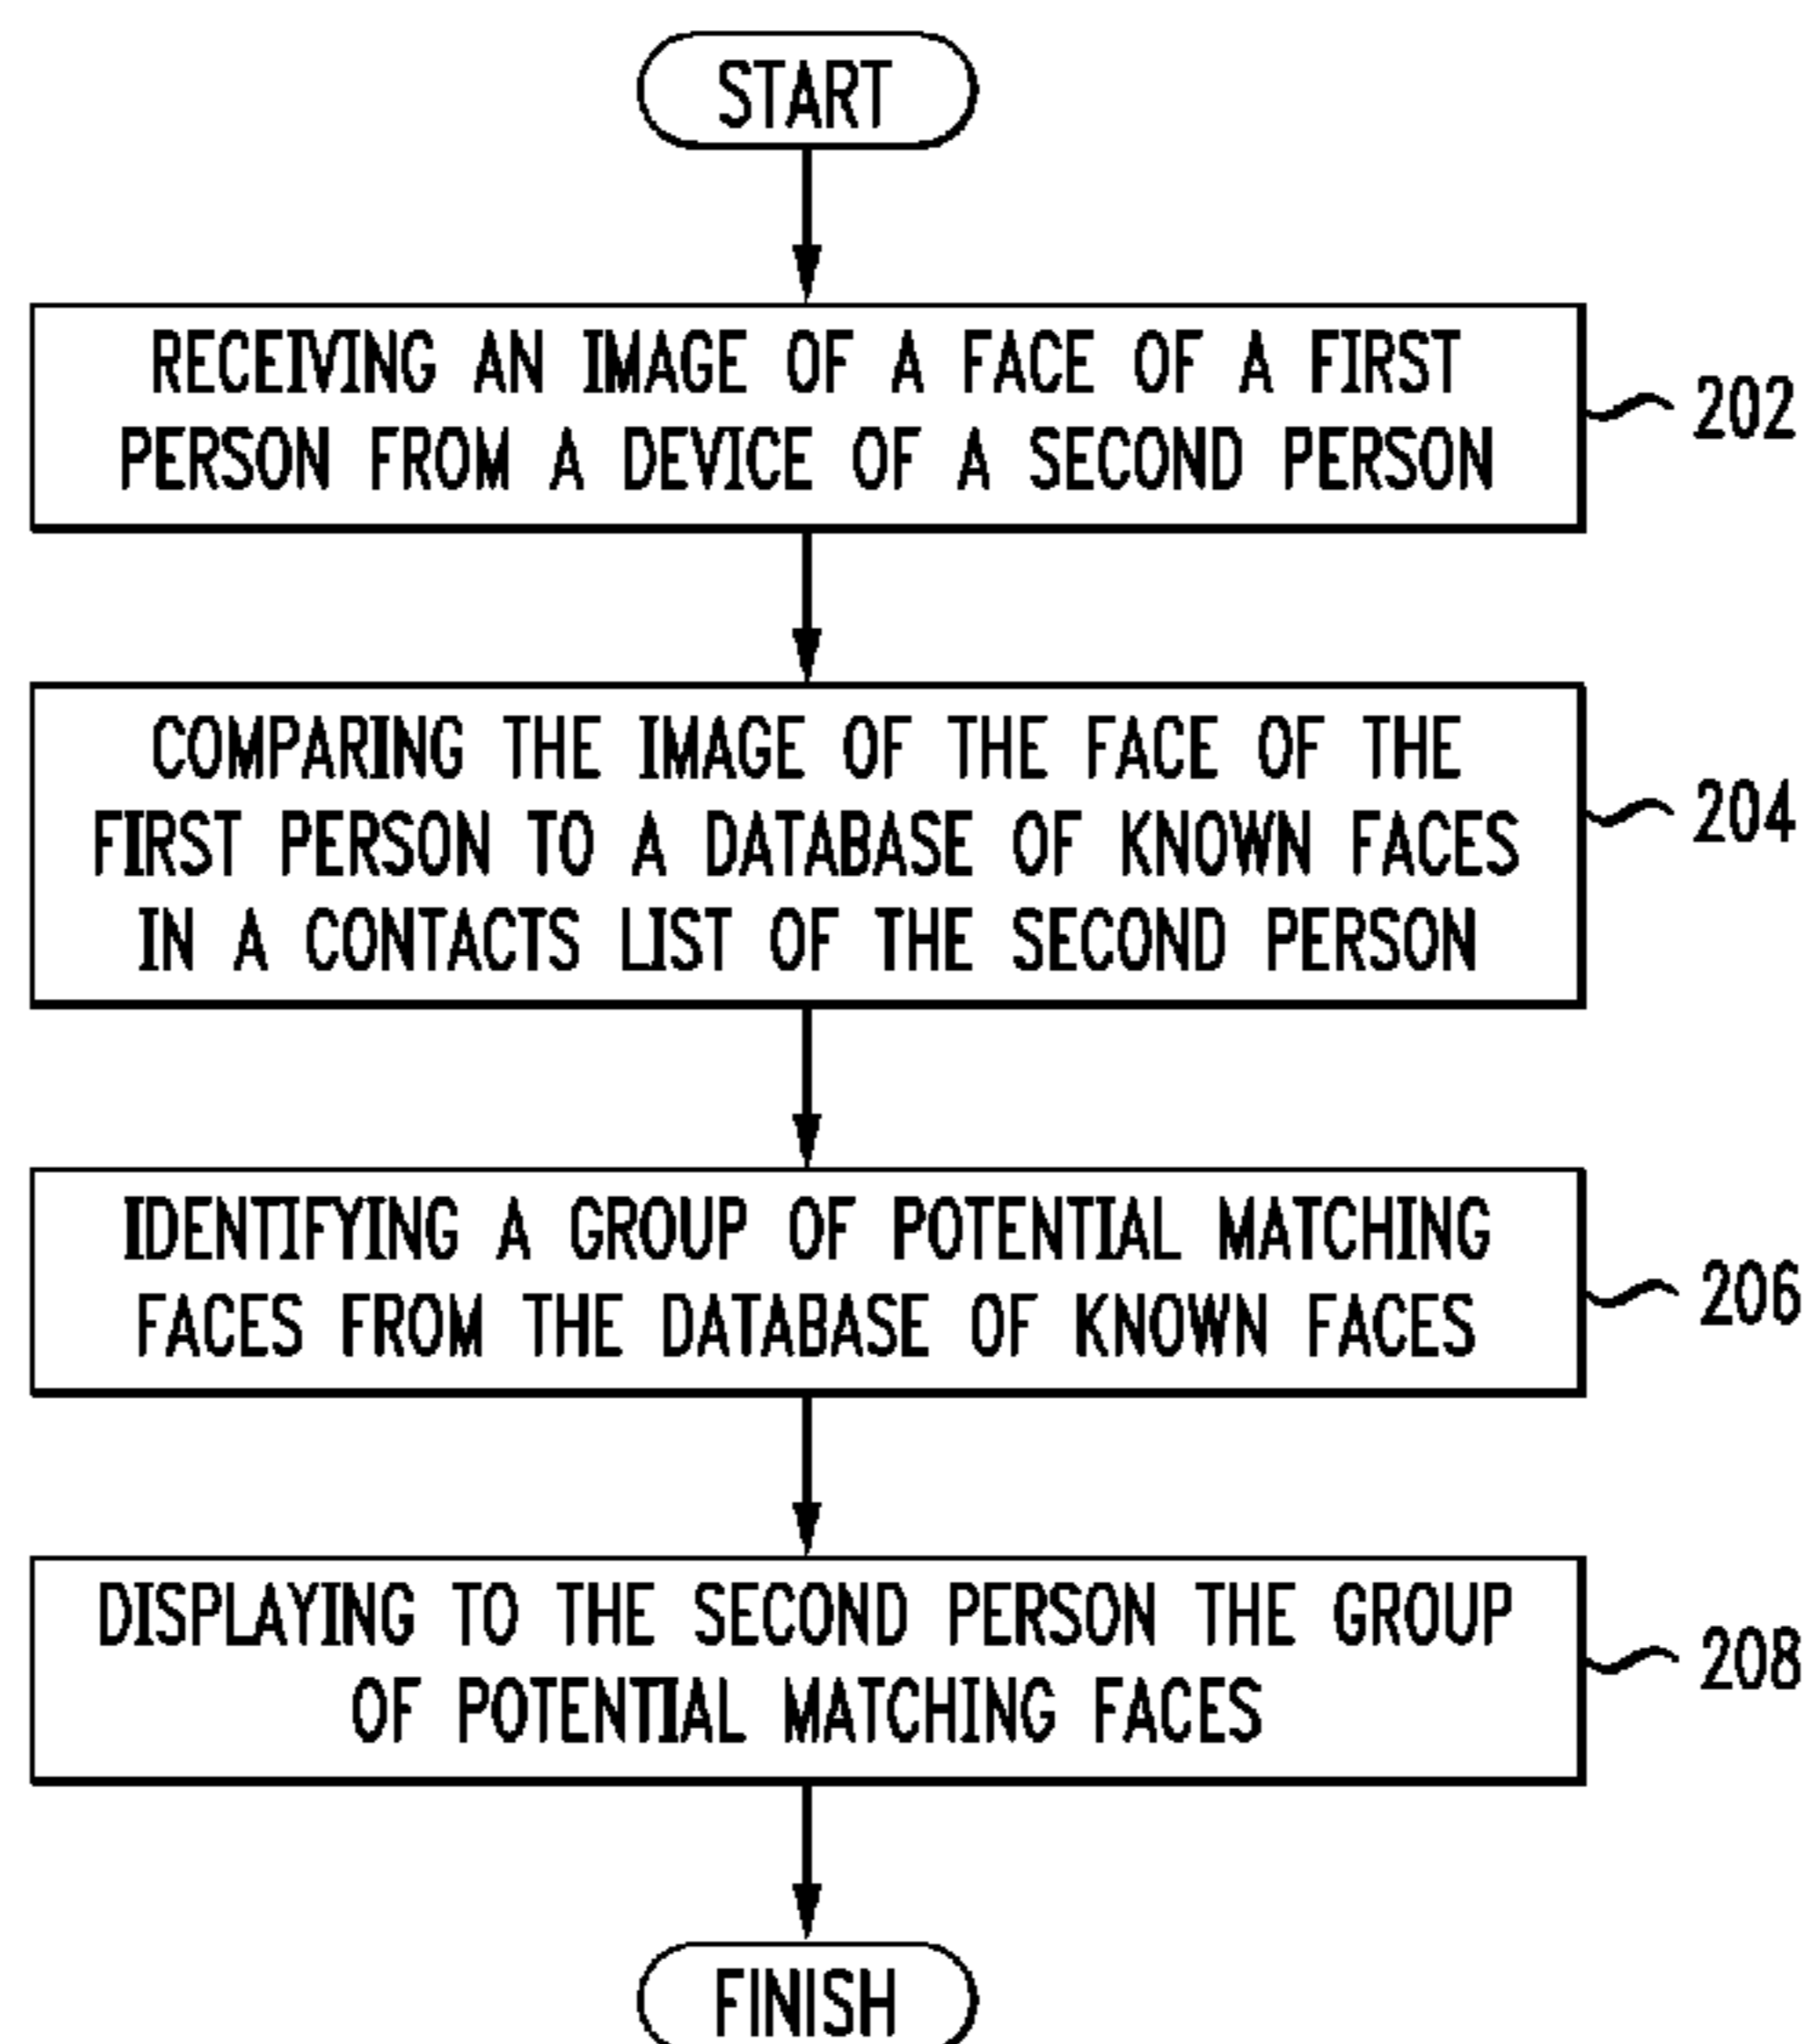 START
RECEIVING AN IMAGE OF A FACE OF A FIRST
PERSON FROM A DEVICE OF A SECOND PERSON
202
COMPARING THE IMAGE OF THE FACE OF THE
FIRST PERSON TO A DATABASE OF KNOWN FACES
IN A CONTACTS LIST OF THE SECOND PERSON
204
IDENTIFYING A GROUP OF POTENTIAL MATCHING
FACES FROM THE DATABASE OF KNOWN FACES
206
DISPLAYING TO THE SECOND PERSON THE GROUP
OF POTENTIAL MATCHING FACES
208
FINISH